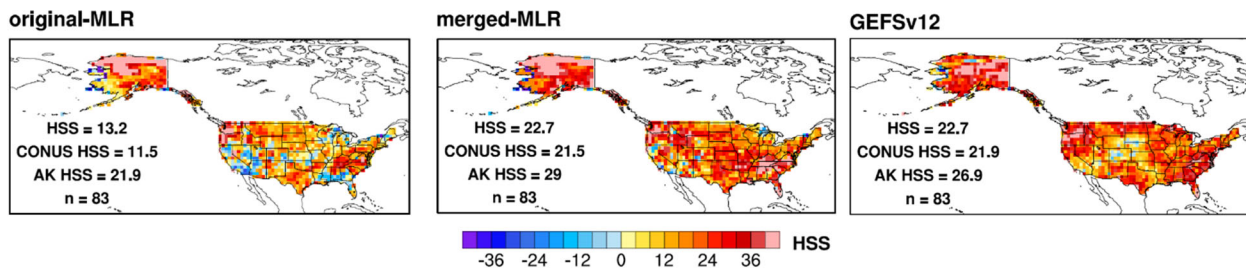 original-MLR
HSS = 13.2
CONUS HSS = 11.5
AK HSS = 21.9
n = 83
merged-MLR
HSS = 22.7
CONUS HSS = 21.5
AK HSS = 29
n = 83
GEFSv12
HSS = 22.7
CONUS HSS = 21.9
AK HSS = 26.9
n = 83
-36 -24 -12 0 12 24 36 HSS